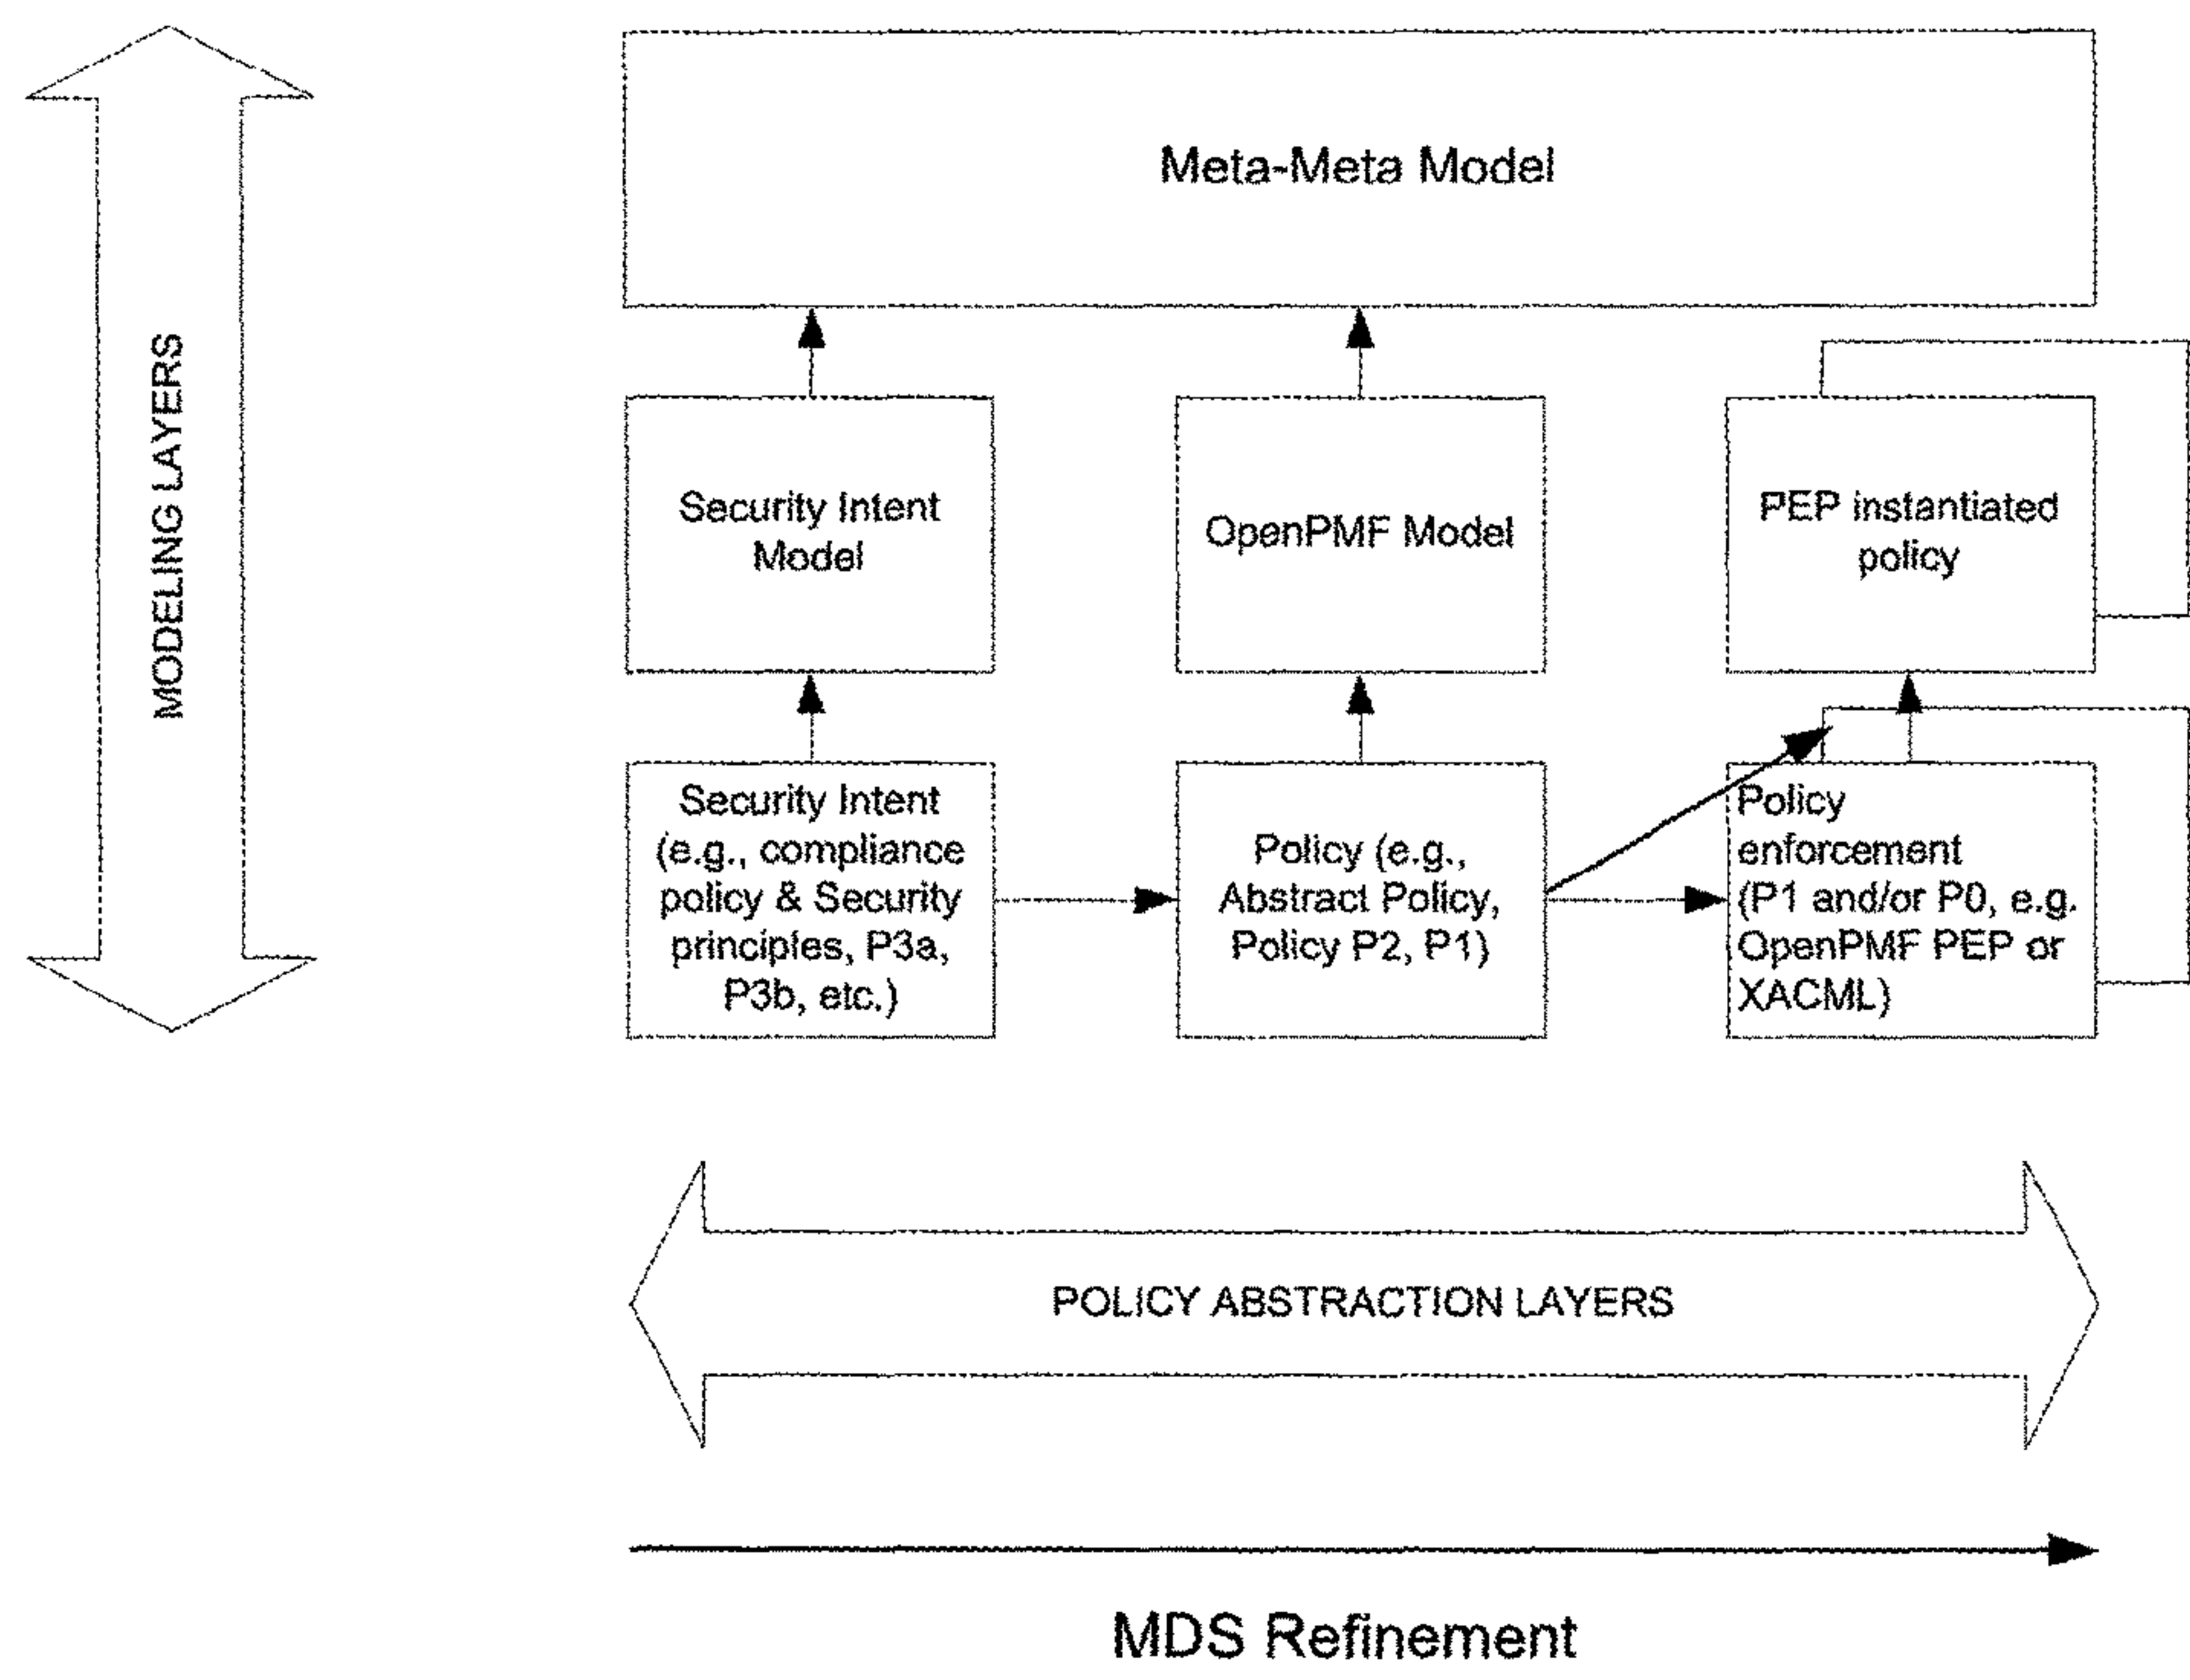 Meta-Meta Model
MODELING LAYERS
Security Intent
Model
OpenPMF Model
PEP instantiated
policy
Security Intent
(e.g., compliance
policy & Security
principles, P3a,
P3b, etc.)
Policy (e.g.,
Abstract Policy,
Policy P2, P1)
Policy
enforcement
(P1 and/or P0, e.g.
OpenPMF PEP or
XACML)
POLICY ABSTRACTION LAYERS
MDS Refinement